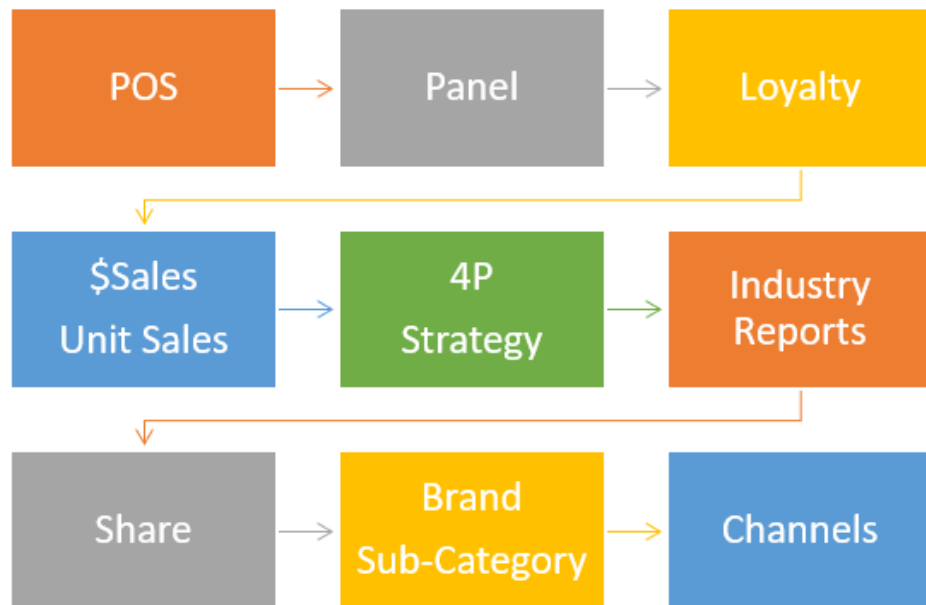 POS
Panel
Loyalty
$Sales
Unit Sales
4P
Strategy
Industry
Reports
Share
Brand
Sub-Category
Channels